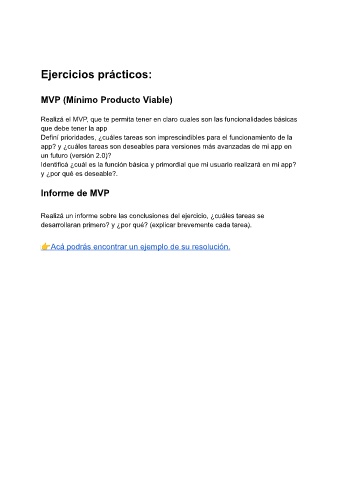 Ejercicios prácticos:
MVP (Mínimo Producto Viable)
Realizá el MVP, que te permita tener en claro cuales son las funcionalidades básicas
que debe tener la app
Definí prioridades, ¿cuáles tareas son imprescindibles para el funcionamiento de la
app? y ¿cuáles tareas son deseables para versiones más avanzadas de mi app en
un futuro (versión 2.0)?
Identificá ¿cuál es la función básica y primordial que mi usuario realizará en mi app?
y ¿por qué es deseable?.
Informe de MVP
Realizá un informe sobre las conclusiones del ejercicio, ¿cuáles tareas se
desarrollaran primero? y ¿por qué? (explicar brevemente cada tarea).
👉Acá podrás encontrar un ejemplo de su resolución.